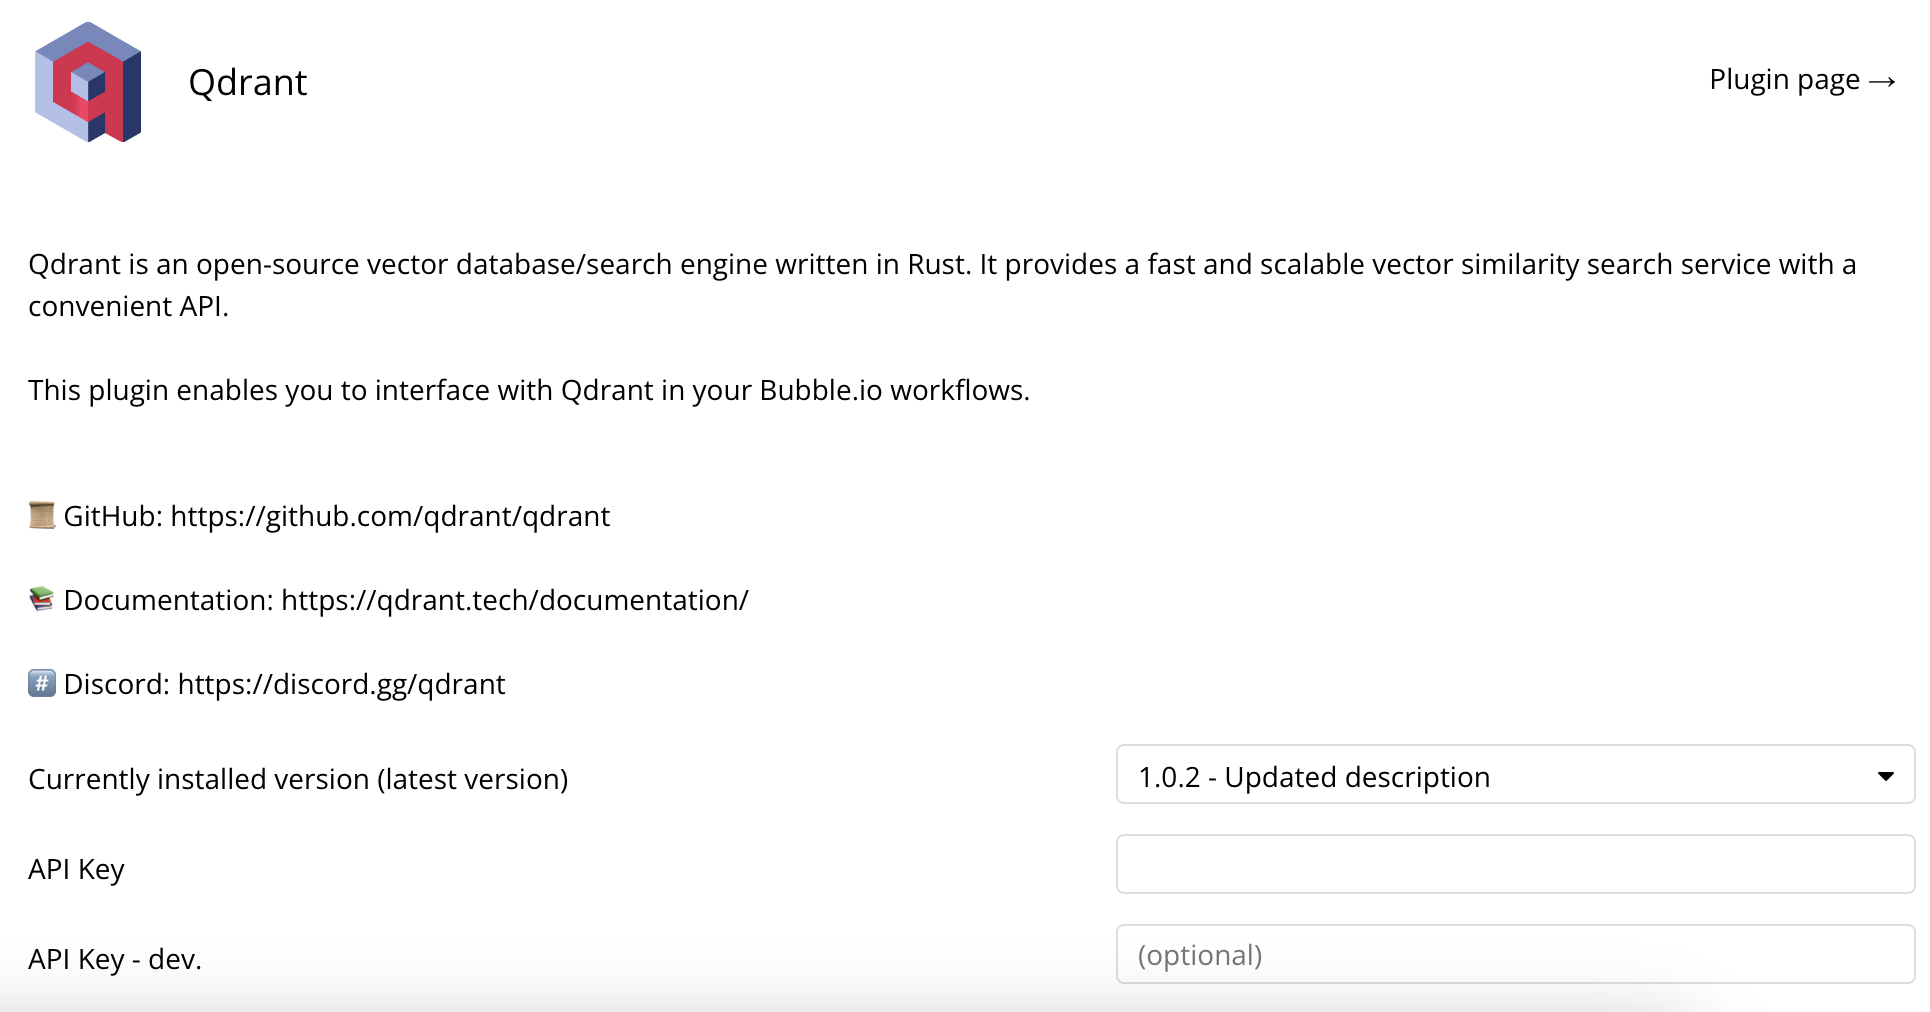 Qdrant
Plugin page →
Qdrant is an open-source vector database/search engine written in Rust. It provides a fast and scalable vector similarity search service with a
convenient API.
This plugin enables you to interface with Qdrant in your Bubble.io workflows.
📜 GitHub: https://github.com/qdrant/qdrant
📚 Documentation: https://qdrant.tech/documentation/
#️⃣ Discord: https://discord.gg/qdrant
Currently installed version (latest version)
1.0.2 - Updated description
API Key
API Key - dev.
(optional)